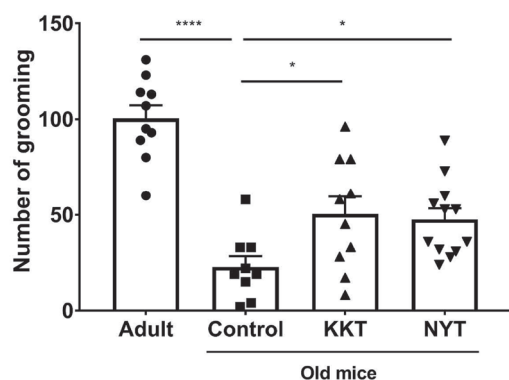 150
100
50
0
Number of grooming
****
*
*
Adult Control KKT NYT
Old mice